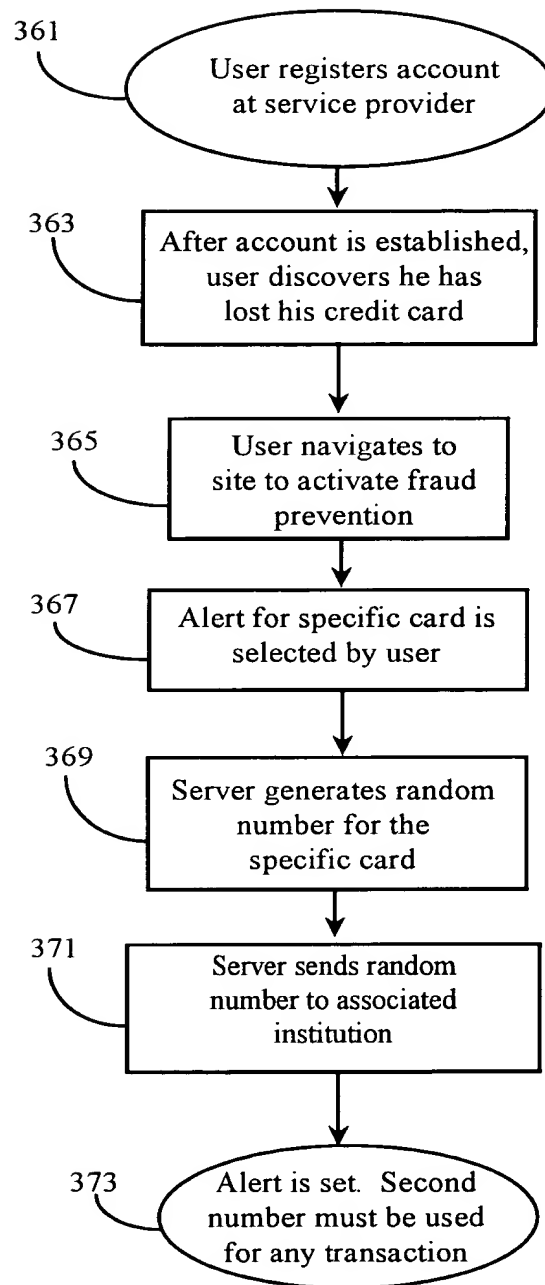 361
User registers account
at service provider
363
After account is established,
user discovers he has
lost his credit card
365
User navigates to
site to activate fraud
prevention
367
Alert for specific card is
selected by user
369
Server generates random
number for the
specific card
371
Server sends random
number to associated
institution
373
Alert is set. Second
number must be used
for any transaction